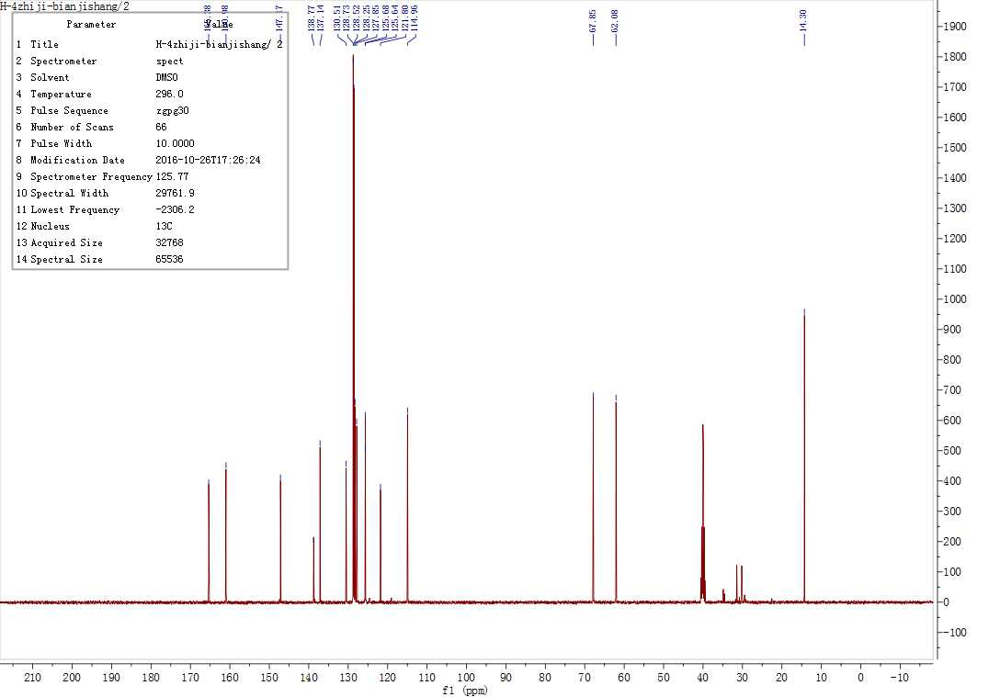 H-4zhiji-bianjishang/2
Parameter Value
1 Title H-4zhiji-bianjishang/ 2
2 Spectrometer spect
3 Solvent DMSO
4 Temperature 296.0
5 Pulse Sequence zgpg30
6 Number of Scans 66
7 Pulse Width 10.0000
8 Modification Date 2016-10-26T17:26:24
9 Spectrometer Frequency 125.77
10 Spectral Width 29761.9
11 Lowest Frequency -2306.2
12 Nucleus 13C
13 Acquired Size 32768
14 Spectral Size 65536
147.17
138.77
137.14
130.51
128.73
128.52
128.25
127.85
125.68
125.64
121.80
114.96
67.85
62.08
14.30
1900
1800
1700
1600
1500
1400
1300
1200
1100
1000
900
800
700
600
500
400
300
200
100
0
-100
210 200 190 180 170 160 150 140 130 120 110 100 90 80 70 60 50 40 30 20 10 0 -10
f1 (ppm)